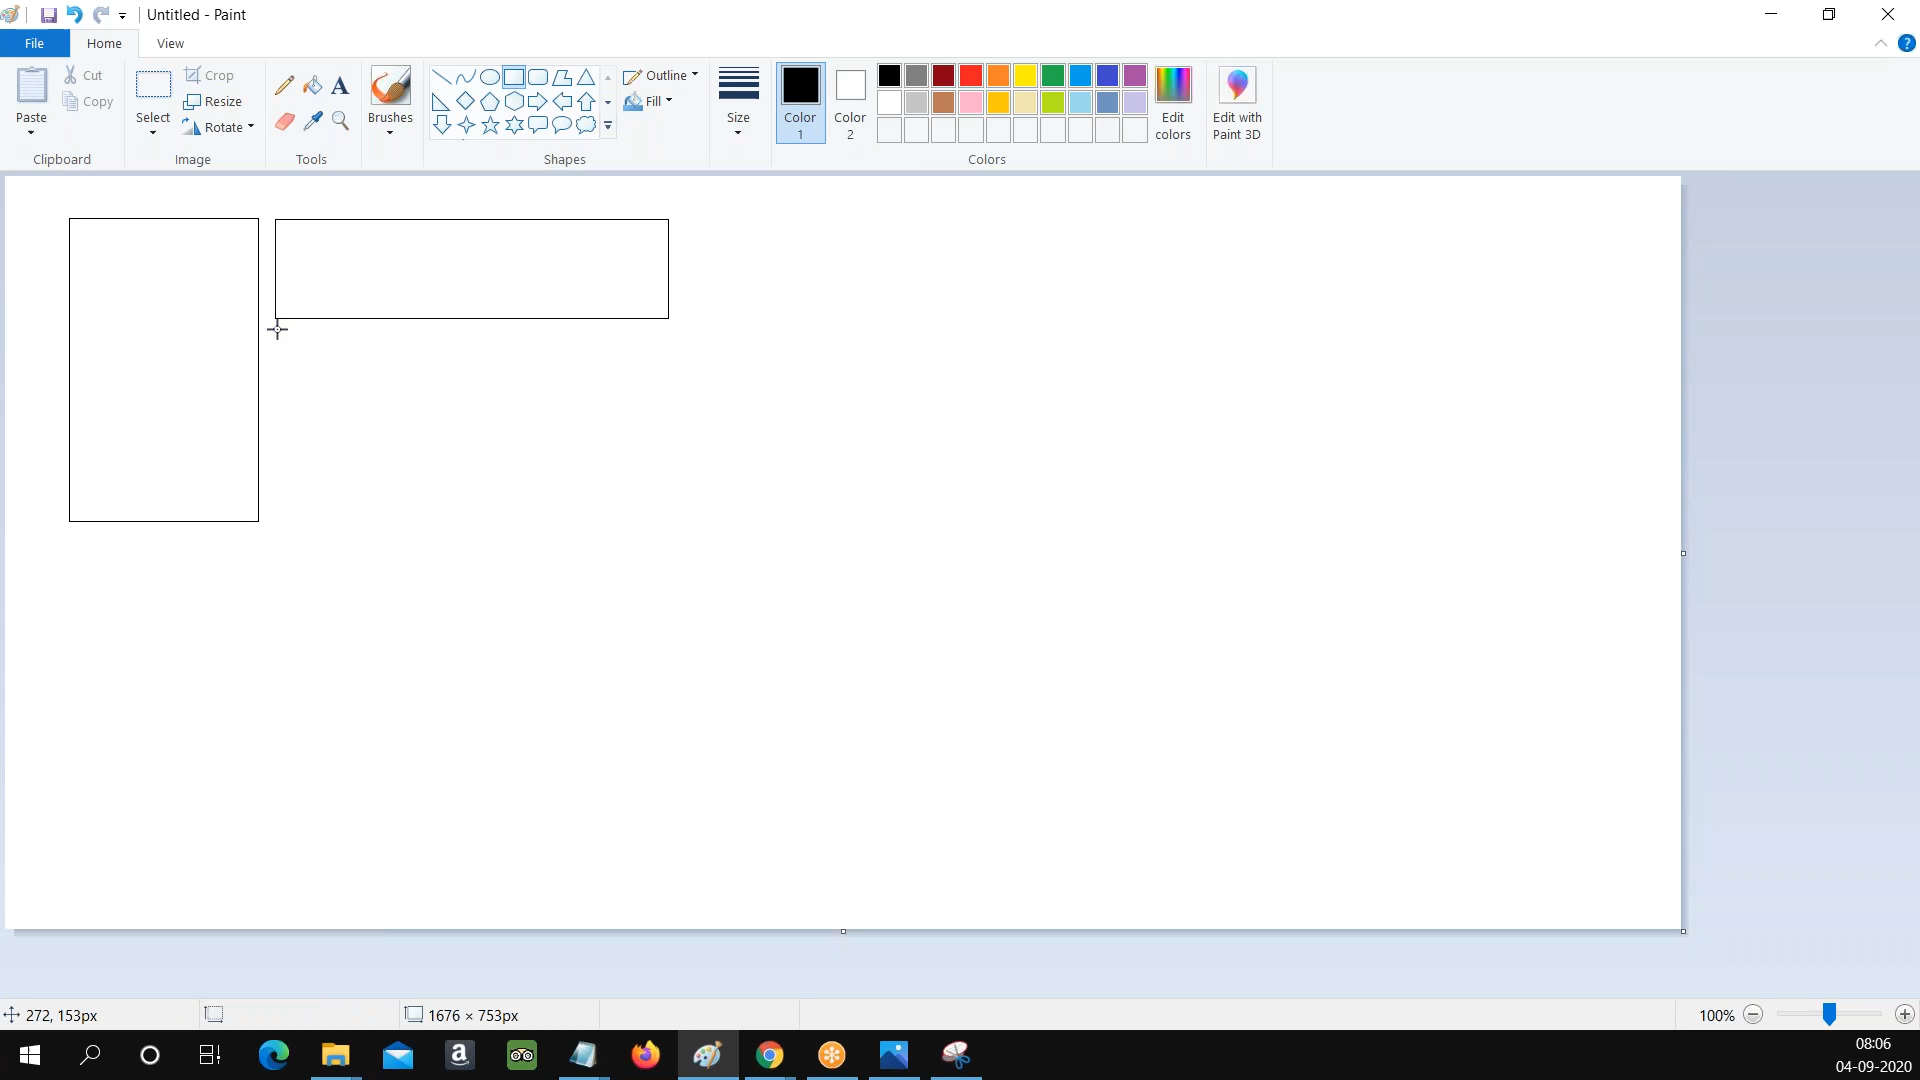 Untitled - Paint
File Home View
Cut Crop Outline
Copy Resize Fill
Paste Select Rotate Brushes Size Color 1 Color 2 Edit colors Edit with Paint 3D
Clipboard Image Tools Shapes Colors
272, 153px 1676 × 753px 100%
08:06
04-09-2020